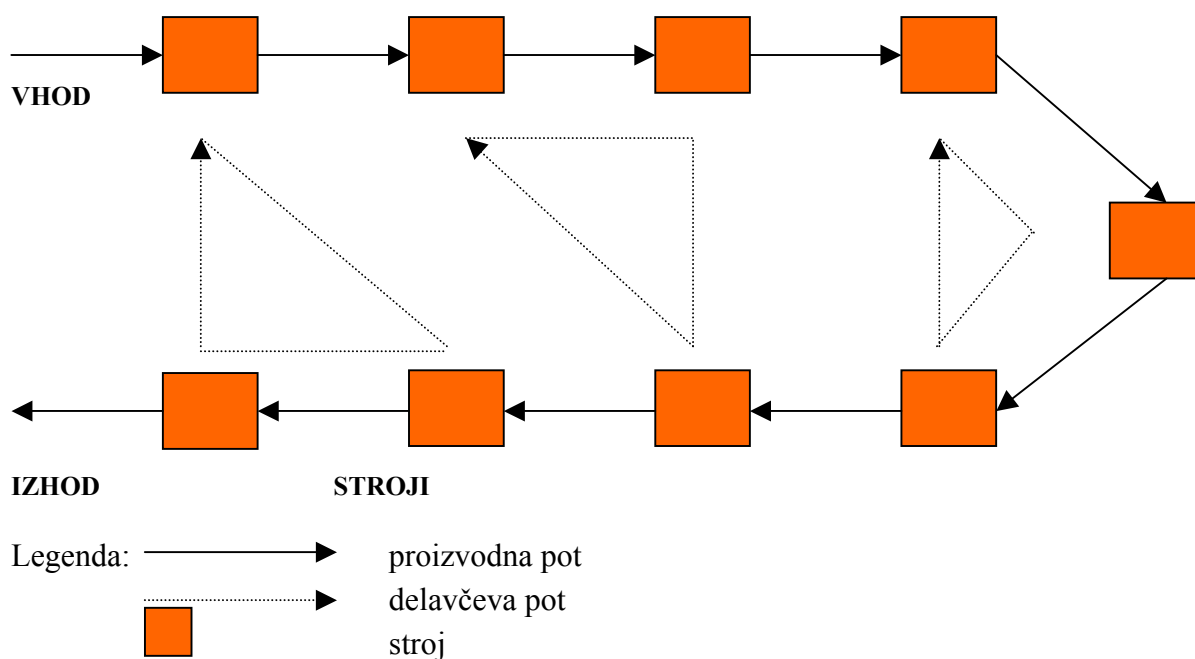 VHOD
IZHOD STROJI
Legenda: proizvodna pot
delavčeva pot
stroj